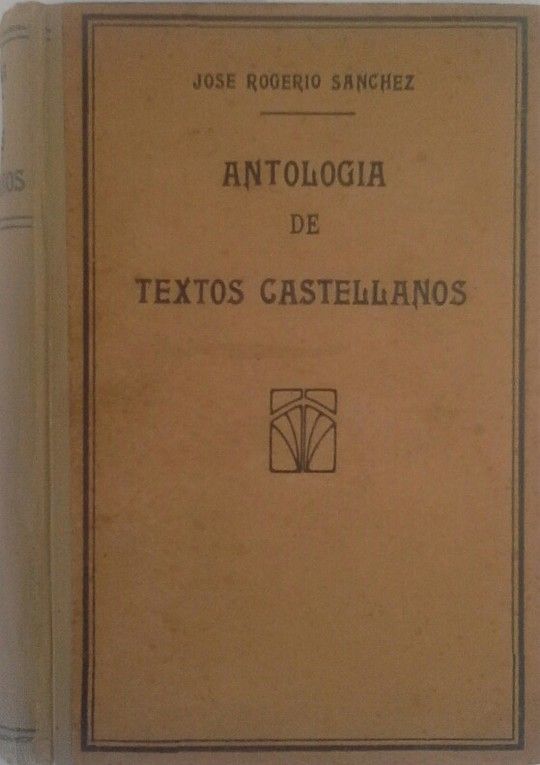 JOSE ROGERIO SANCHEZ
ANTOLOGIA
DE
TEXTOS CASTELLANOS